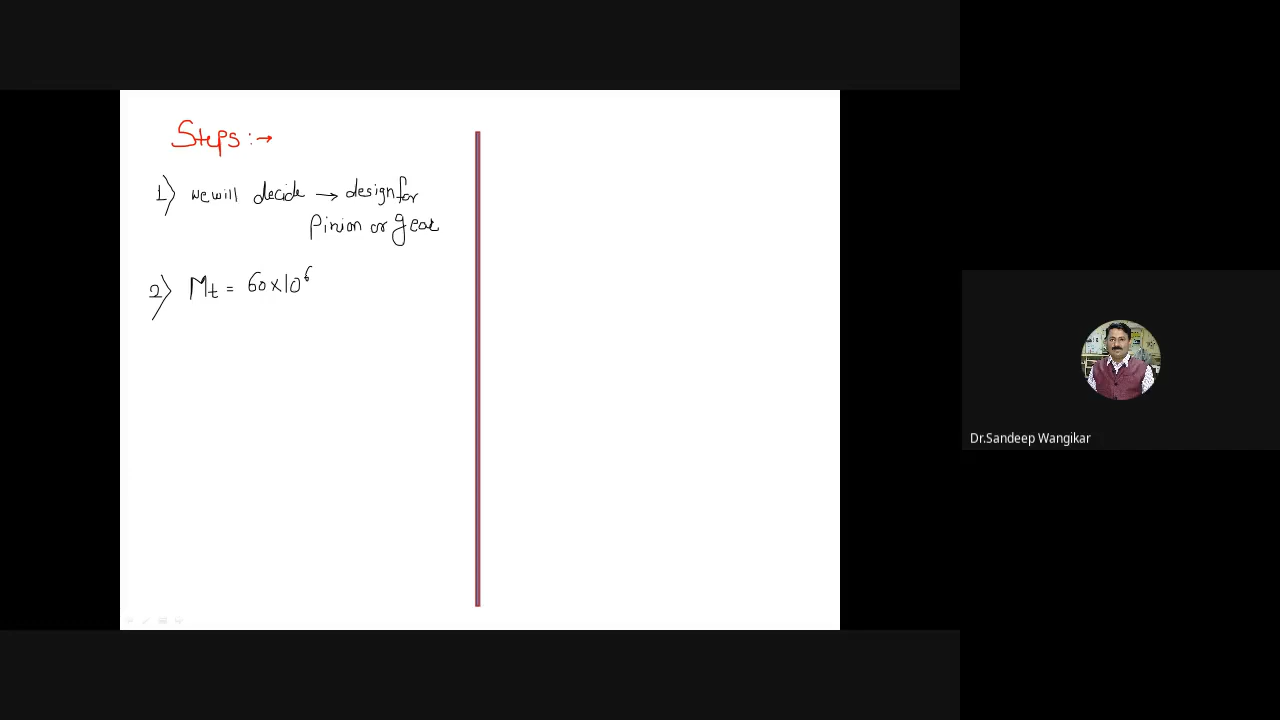 Steps :→
1) we will decide → design for
Pinion or gear
2) Mt = 60×10⁶
Dr.Sandeep Wangikar